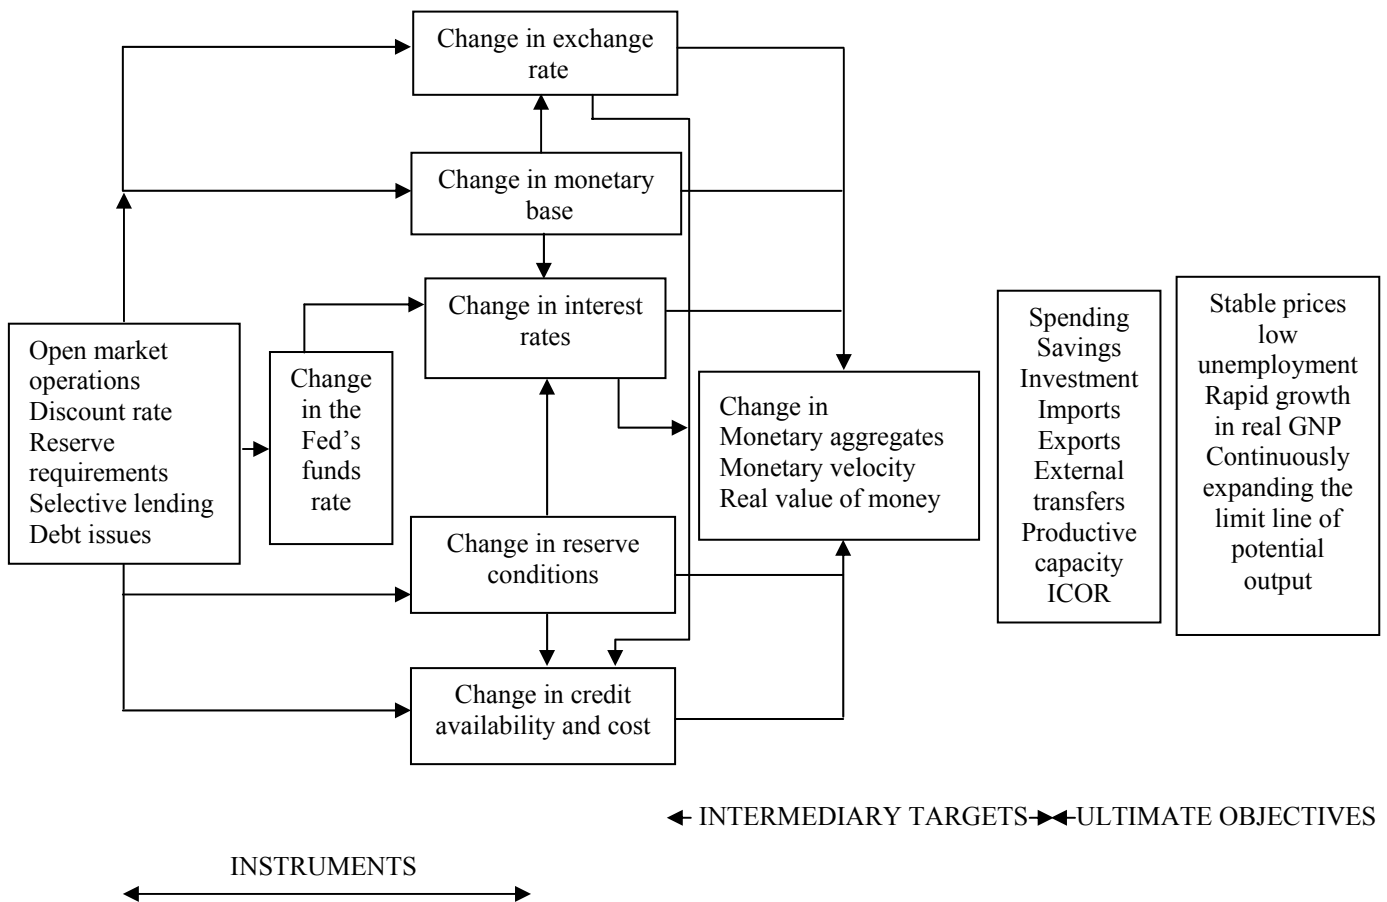 Change in exchange
rate
Change in monetary
base
Change in interest
rates
Open market
operations
Discount rate
Reserve
requirements
Selective lending
Debt issues
Change
in the
Fed’s
funds
rate
Change in reserve
conditions
Change in credit
availability and cost
Change in
Monetary aggregates
Monetary velocity
Real value of money
Spending
Savings
Investment
Imports
Exports
External
transfers
Productive
capacity
ICOR
Stable prices
low
unemployment
Rapid growth
in real GNP
Continuously
expanding the
limit line of
potential
output
INTERMEDIARY TARGETS
ULTIMATE OBJECTIVES
INSTRUMENTS